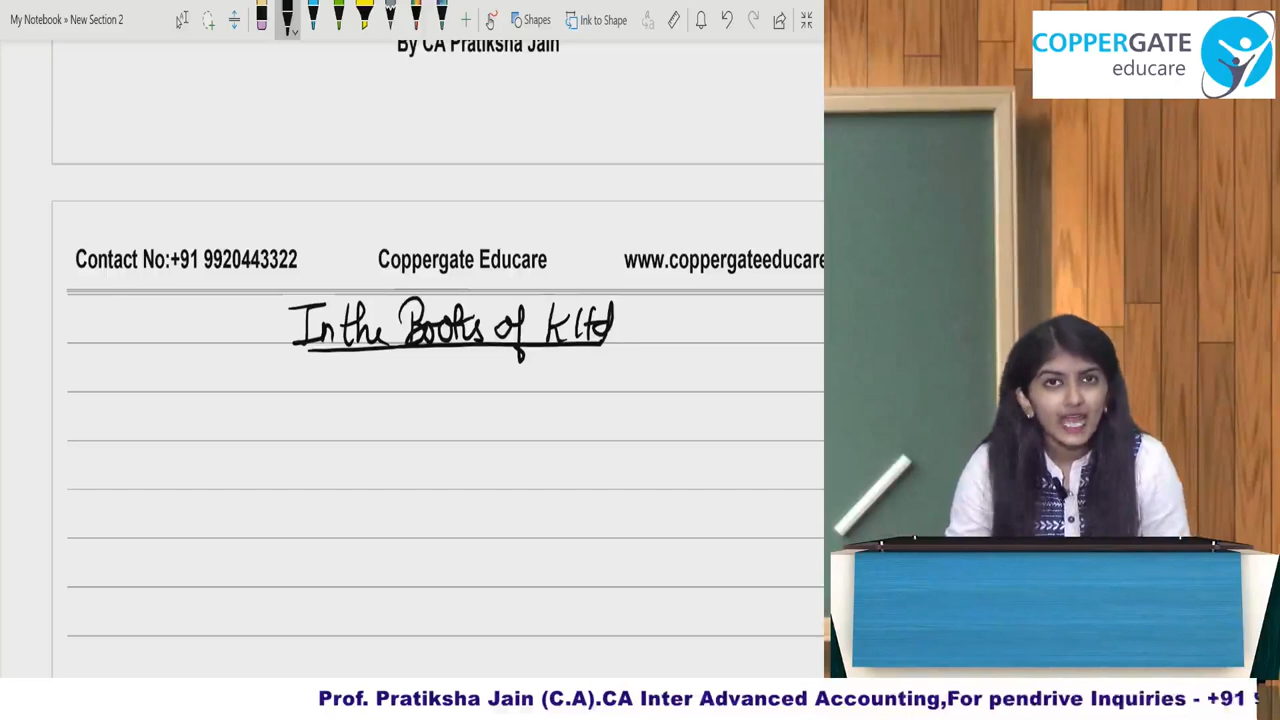 My Notebook » New Section 2
Shapes
Ink to Shape
COPPERGATE
educare
By CA Pratiksha Jain
Contact No:+91 9920443322 Coppergate Educare www.coppergateeducare
In the Books of K ltd
Prof. Pratiksha Jain (C.A).CA Inter Advanced Accounting,For pendrive Inquiries - +91